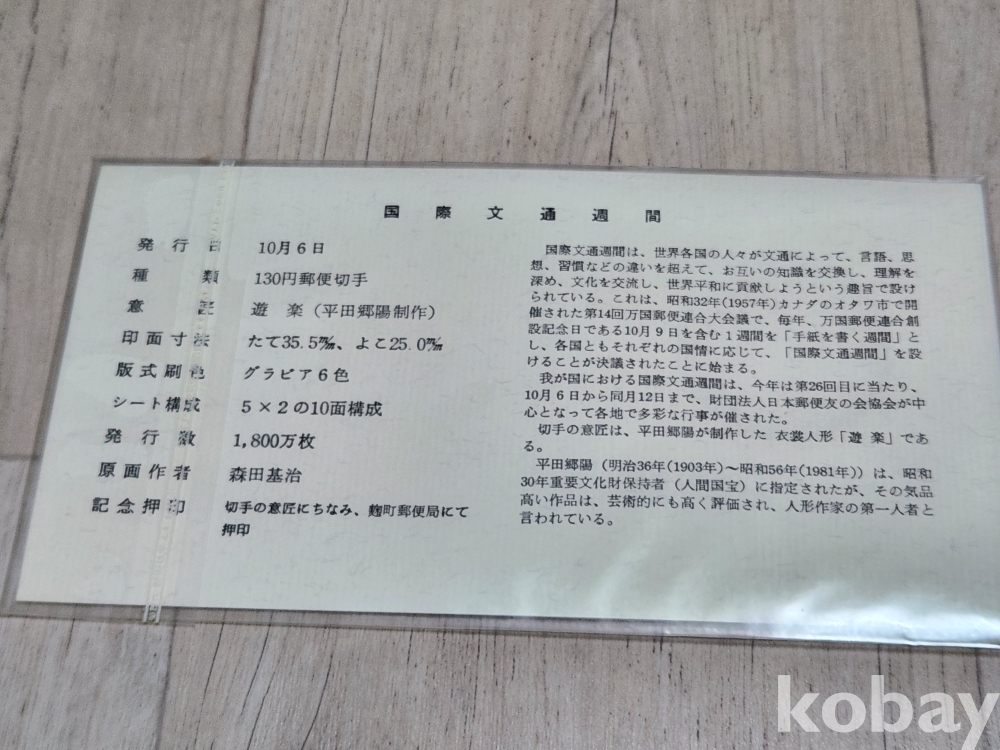 国際文通週間
発行日 10月6日
種類 130円郵便切手
意匠 遊楽（平田郷陽制作）
印面寸法 たて35.5㎜、よこ25.0㎜
版式刷色 グラビア6色
シート構成 5×2の10面構成
発行数 1,800万枚
原画作者 森田基治
記念押印 切手の意匠にちなみ、麹町郵便局にて
押印
国際文通週間は、世界各国の人々が文通によって、言語、思
想、習慣などの違いを超えて、お互いの知識を交換し、理解を
深め、文化を交流し、世界平和に貢献しようという趣旨で設け
られている。これは、昭和32年(1957年)カナダのオタワ市で開
催された第14回万国郵便連合大会議で、毎年、万国郵便連合創
設記念日である10月9日を含む1週間を「手紙を書く週間」と
し、各国ともそれぞれの国情に応じて、「国際文通週間」を設
けることが決議されたことに始まる。
我が国における国際文通週間は、今年は第26回目に当たり、
10月6日から同月12日まで、財団法人日本郵便友の会協会が中
心となって各地で多彩な行事が催された。
切手の意匠は、平田郷陽が制作した 衣裳人形「遊楽」であ
る。
平田郷陽（明治36年(1903年)～昭和56年(1981年)）は、昭和
30年重要文化財保持者（人間国宝）に指定されたが、その気品
高い作品は、芸術的にも高く評価され、人形作家の第一人者と
言われている。
kobay